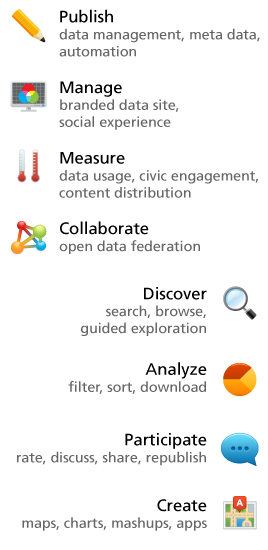 Publish
data management, meta data,
automation
Manage
branded data site,
social experience
Measure
data usage, civic engagement,
content distribution
Collaborate
open data federation
Discover
search, browse,
guided exploration
Analyze
filter, sort, download
Participate
rate, discuss, share, republish
Create
maps, charts, mashups, apps
A